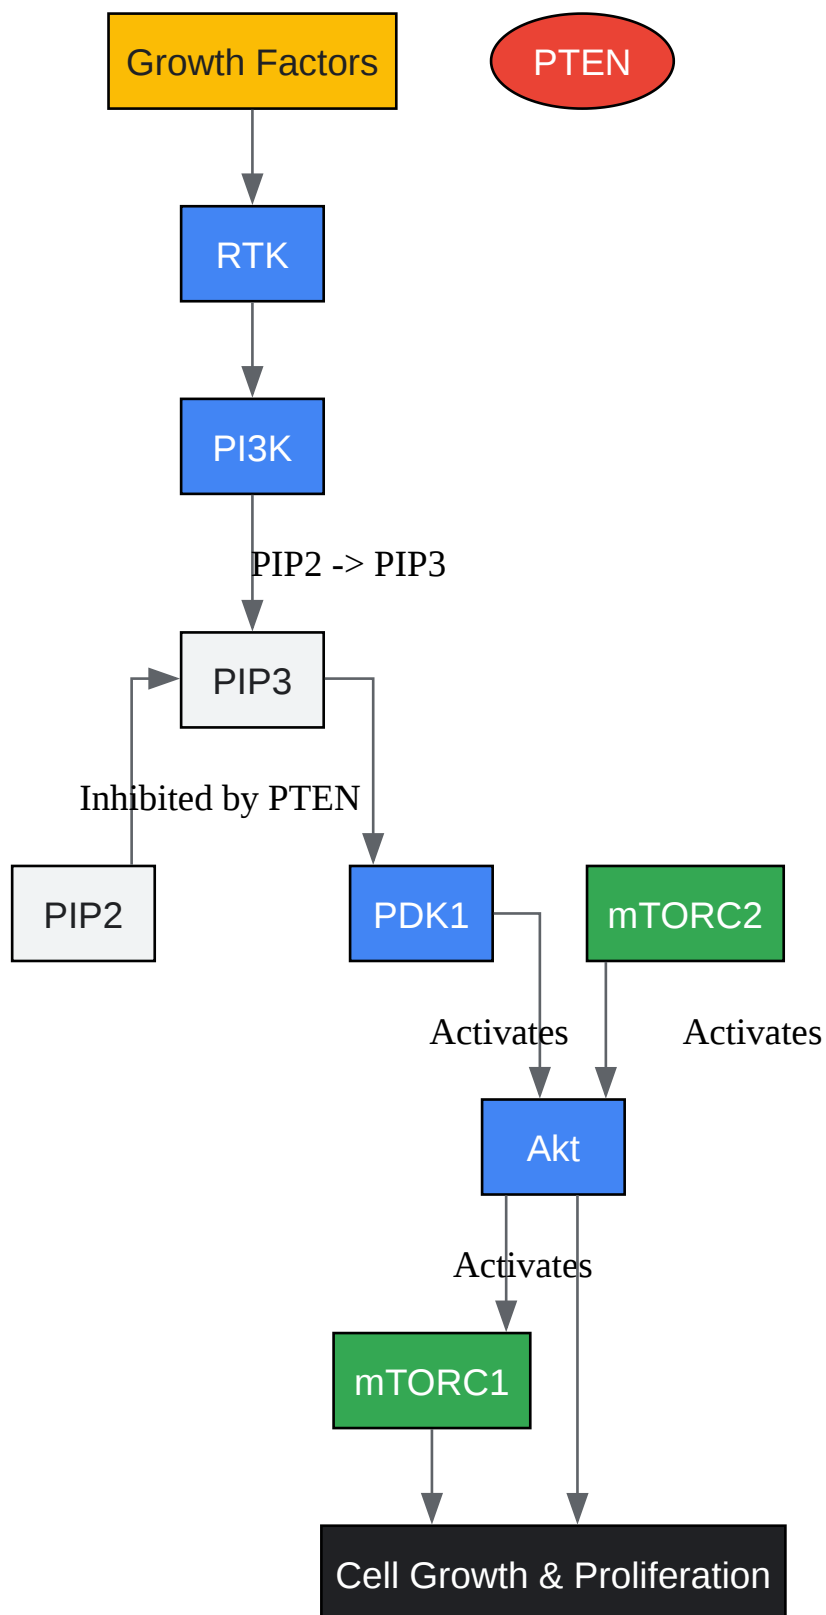 Growth Factors
PTEN
RTK
PI3K
PIP2 -> PIP3
PIP3
Inhibited by PTEN
PIP2
PDK1
mTORC2
Activates
Activates
Akt
Activates
mTORC1
Cell Growth & Proliferation